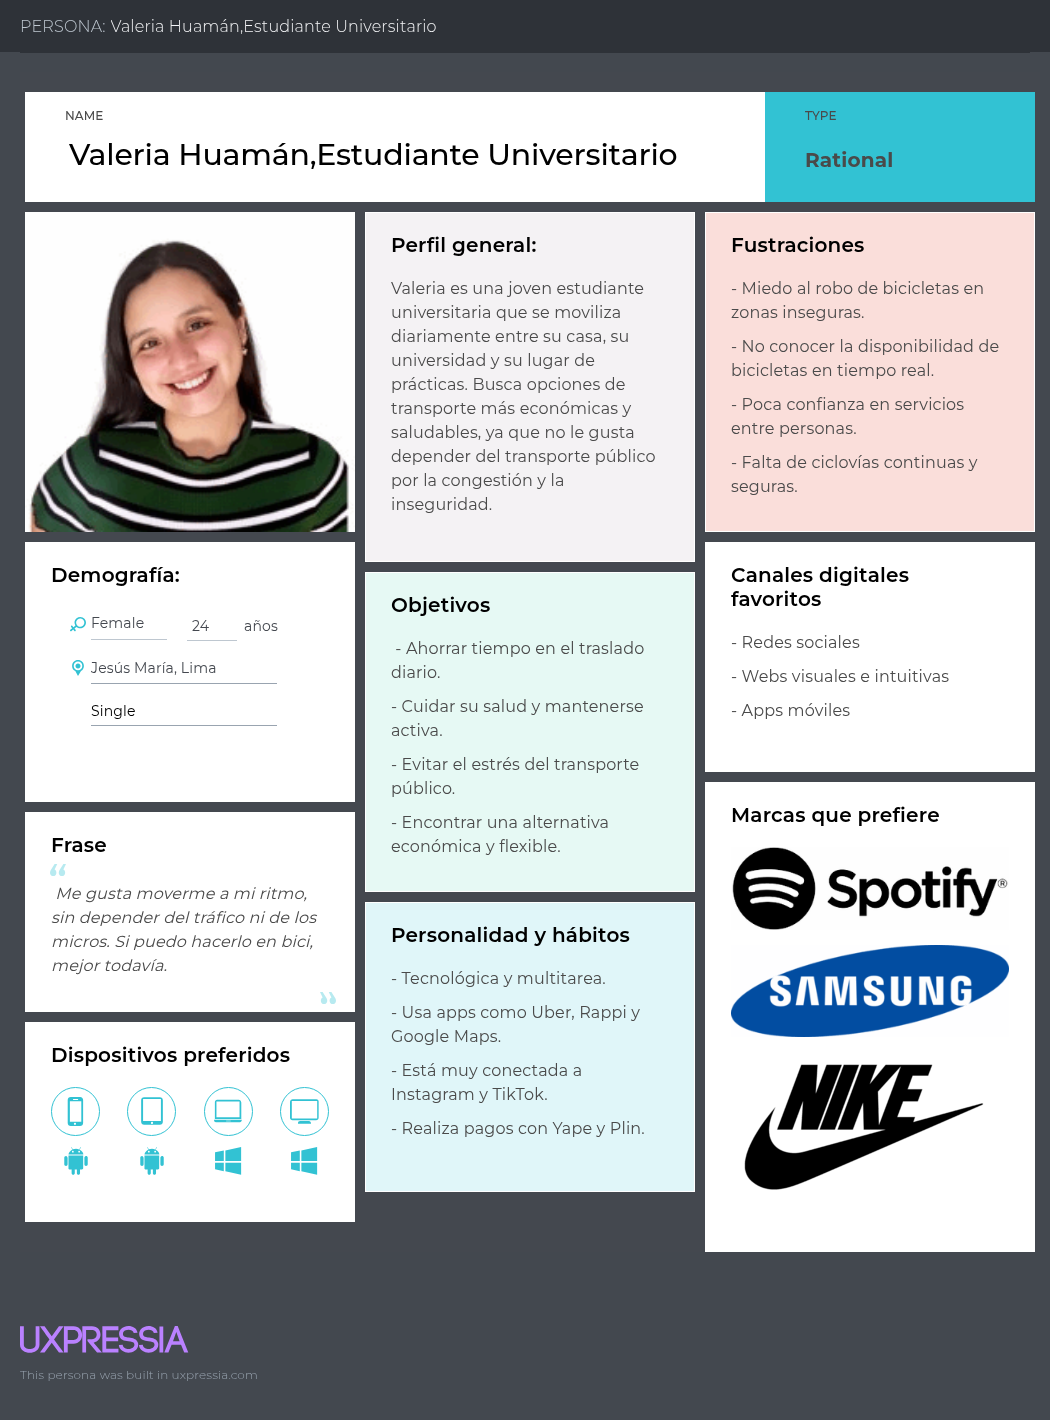 PERSONA: Valeria Huamán,Estudiante Universitario
NAME
Valeria Huamán,Estudiante Universitario
TYPE
Rational
Demografía:
Female
24 años
Jesús María, Lima
Single
Frase
“
Me gusta moverme a mi ritmo,
sin depender del tráfico ni de los
micros. Si puedo hacerlo en bici,
mejor todavía.
”
Dispositivos preferidos
Perfil general:
Valeria es una joven estudiante
universitaria que se moviliza
diariamente entre su casa, su
universidad y su lugar de
prácticas. Busca opciones de
transporte más económicas y
saludables, ya que no le gusta
depender del transporte público
por la congestión y la
inseguridad.
Objetivos
- Ahorrar tiempo en el traslado
diario.
- Cuidar su salud y mantenerse
activa.
- Evitar el estrés del transporte
público.
- Encontrar una alternativa
económica y flexible.
Personalidad y hábitos
- Tecnológica y multitarea.
- Usa apps como Uber, Rappi y
Google Maps.
- Está muy conectada a
Instagram y TikTok.
- Realiza pagos con Yape y Plin.
Fustraciones
- Miedo al robo de bicicletas en
zonas inseguras.
- No conocer la disponibilidad de
bicicletas en tiempo real.
- Poca confianza en servicios
entre personas.
- Falta de ciclovías continuas y
seguras.
Canales digitales
favoritos
- Redes sociales
- Webs visuales e intuitivas
- Apps móviles
Marcas que prefiere
Spotify®
SAMSUNG
NIKE
UXPRESSIA
This persona was built in uxpressia.com